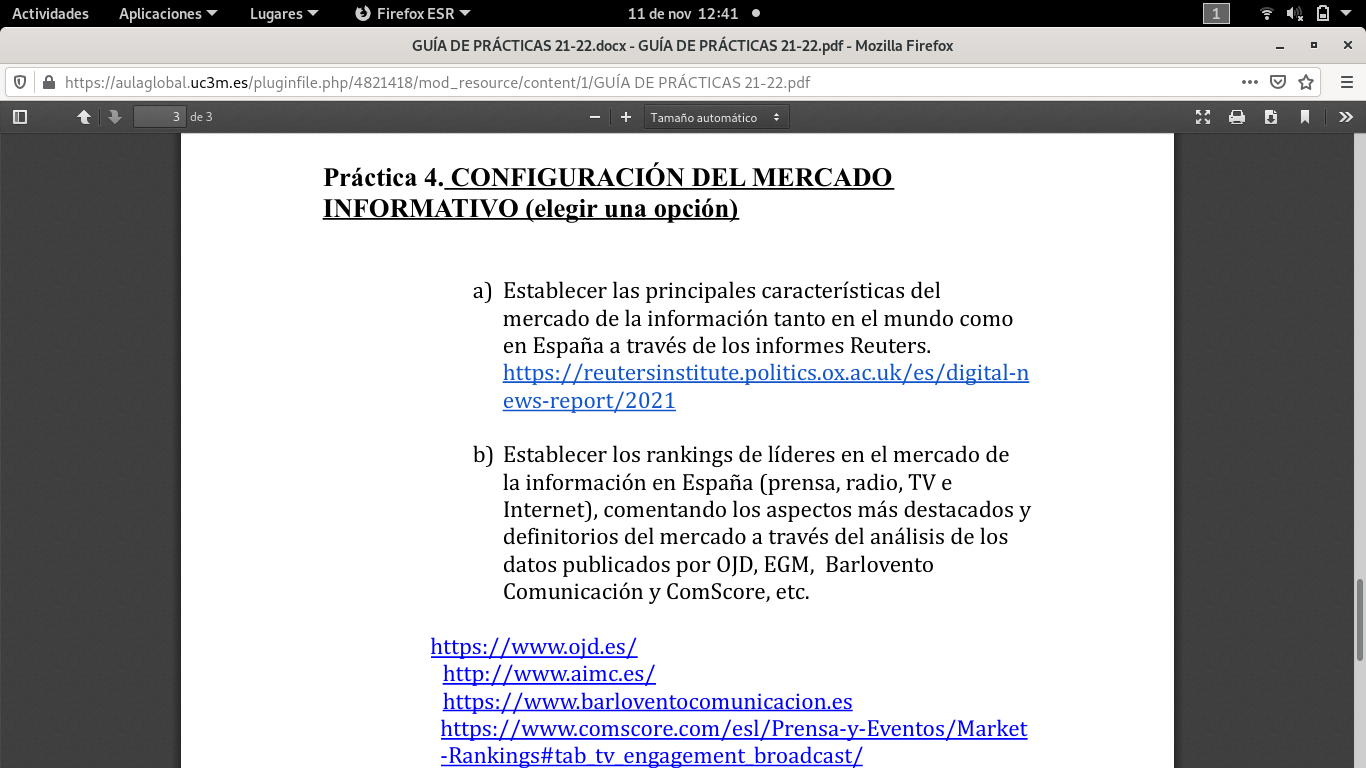 Actividades Aplicaciones Lugares Firefox ESR 11 de nov 12:41 1
GUÍA DE PRÁCTICAS 21-22.docx - GUÍA DE PRÁCTICAS 21-22.pdf - Mozilla Firefox
https://aulaglobal.uc3m.es/pluginfile.php/4821418/mod_resource/content/1/GUÍA DE PRÁCTICAS 21-22.pdf
3 de 3 Tamaño automático
Práctica 4. CONFIGURACIÓN DEL MERCADO
INFORMATIVO (elegir una opción)
a) Establecer las principales características del
mercado de la información tanto en el mundo como
en España a través de los informes Reuters.
https://reutersinstitute.politics.ox.ac.uk/es/digital-n
ews-report/2021
b) Establecer los rankings de líderes en el mercado de
la información en España (prensa, radio, TV e
Internet), comentando los aspectos más destacados y
definitorios del mercado a través del análisis de los
datos publicados por OJD, EGM, Barlovento
Comunicación y ComScore, etc.
https://www.ojd.es/
http://www.aimc.es/
https://www.barloventocomunicacion.es
https://www.comscore.com/esl/Prensa-y-Eventos/Market
-Rankings#tab_tv_engagement_broadcast/